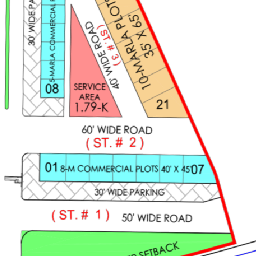 30' WIDE PARKING
5-MARLA COMMERCIAL
08
SERVICE
AREA
1.79-K
40' WIDE ROAD
( ST. # 3 )
10-MARLA PLOTS
35' X 65'
21
60' WIDE ROAD
( ST. # 2 )
01 8-M COMMERCIAL PLOTS 40' X 45' 07
30' WIDE PARKING
( ST. # 1 ) 50' WIDE ROAD
SETBACK